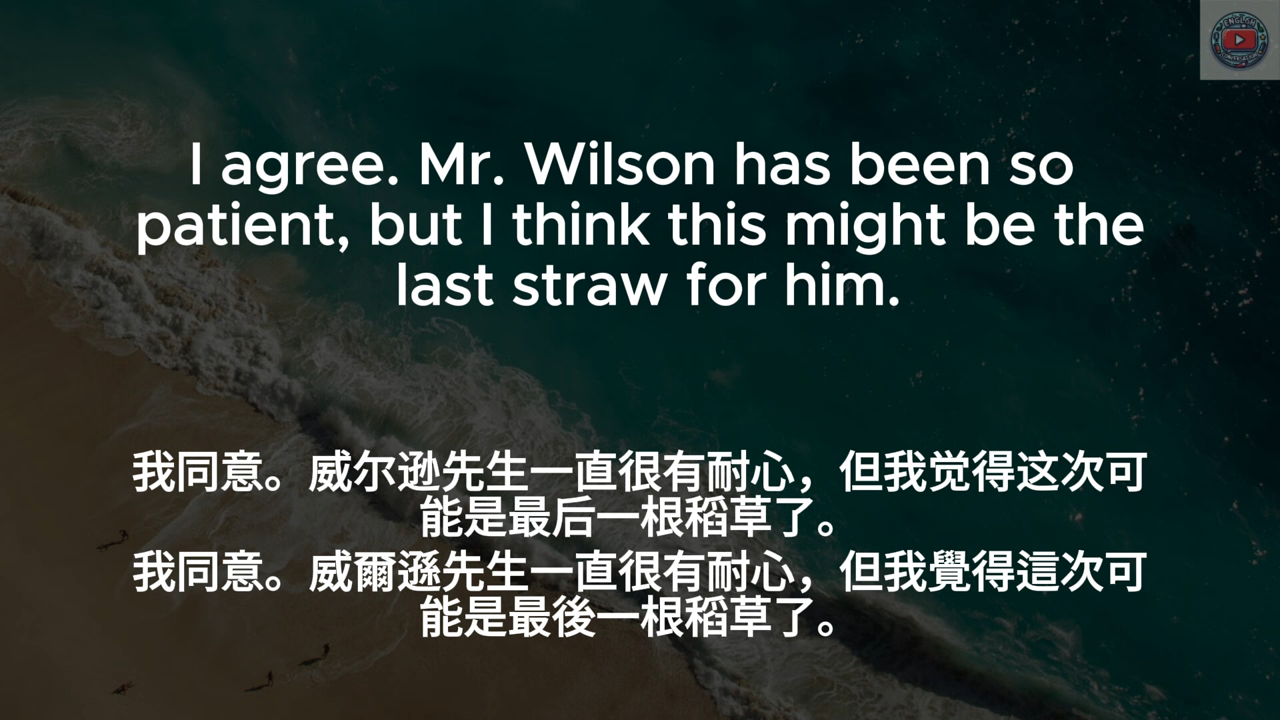 I agree. Mr. Wilson has been so
patient, but I think this might be the
last straw for him.
我同意。威尔逊先生一直很有耐心，但我觉得这次可
能是最后一根稻草了。
我同意。威爾遜先生一直很有耐心，但我覺得這次可
能是最後一根稻草了。